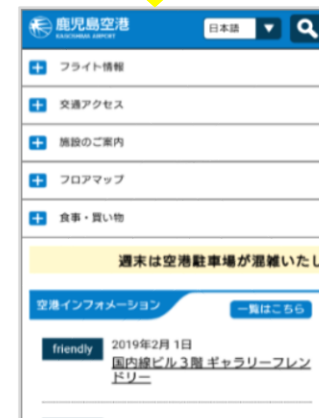 鹿児島空港
KAGOSHIMA AIRPORT
日本語
フライト情報
交通アクセス
施設のご案内
フロアマップ
食事・買い物
週末は空港駐車場が混雑いたし
空港インフォメーション
一覧はこちら
friendly
2019年2月 1日
国内線ビル3階 ギャラリーフレン
ドリー